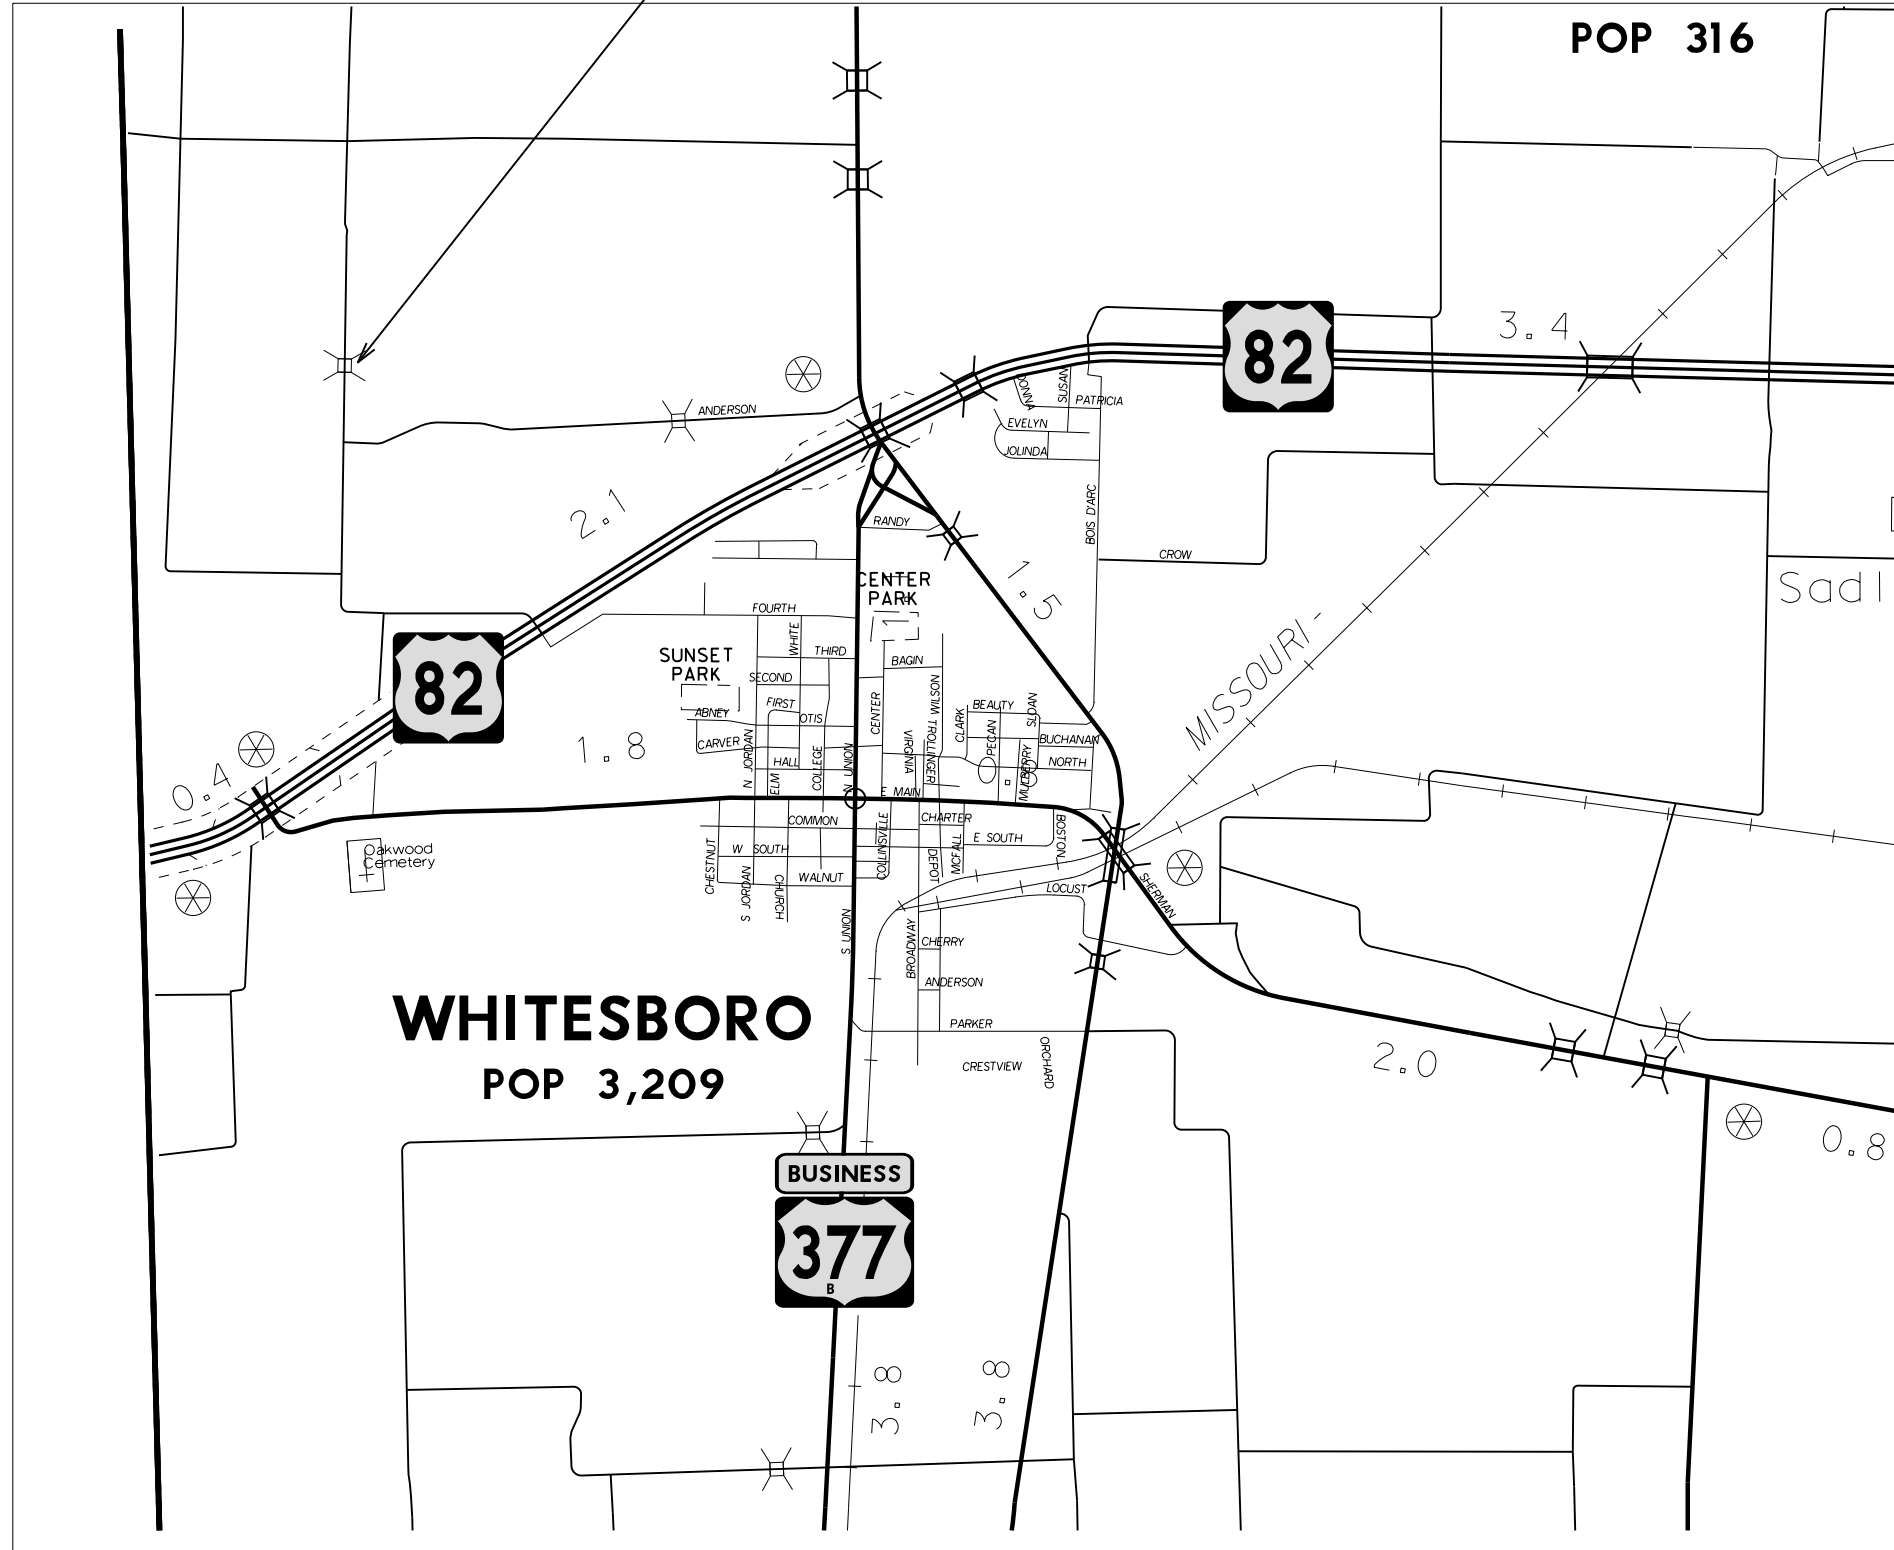 POP 316
3.4
82
ANDERSON
DONNA
SUSAN
PATRICIA
EVELYN
JOLINDA
2.1
RANDY
BOIS D'ARC
CROW
1.5
CENTER
PARK
Sadl
FOURTH
WHITE
THIRD
BAGIN
MISSOURI -
SUNSET
PARK
SECOND
82
FIRST
ABNEY
OTIS
CENTER
WILSON
TROLLINGER
CLARK
BEAUTY
SLOAN
PECAN
BUCHANAN
CARVER
N JORDAN
VIRGINIA
1.8
HALL
COLLEGE
N UNION
NORTH
MULBERRY
0.4
ELM
E MAIN
COMMON
CHARTER
BOSTON
COLLINSVILLE
E SOUTH
MCFALL
DEPOT
W SOUTH
CHESTNUT
Oakwood
Cemetery
WALNUT
S JORDAN
CHURCH
LOCUST
SHERMAN
S UNION
BROADWAY
CHERRY
ANDERSON
WHITESBORO
PARKER
CRESTVIEW
ORCHARD
2.0
POP 3,209
0.8
BUSINESS
377
B
3.8
3.8